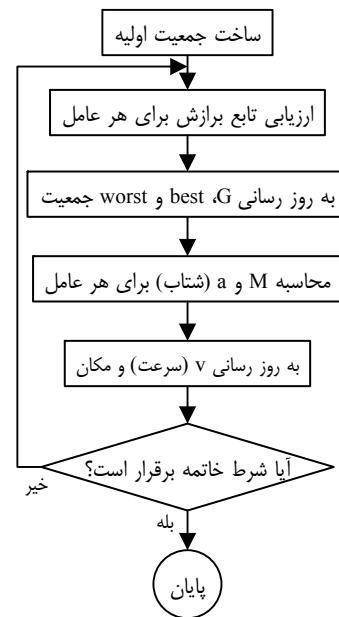 ساخت جمعیت اولیه
ارزیابی تابع برازش برای هر عامل
به روز رسانی G، best و worst جمعیت
محاسبه M و a (شتاب) برای هر عامل
به روز رسانی v (سرعت) و مکان
آیا شرط خاتمه برقرار است؟
خیر
بله
پایان